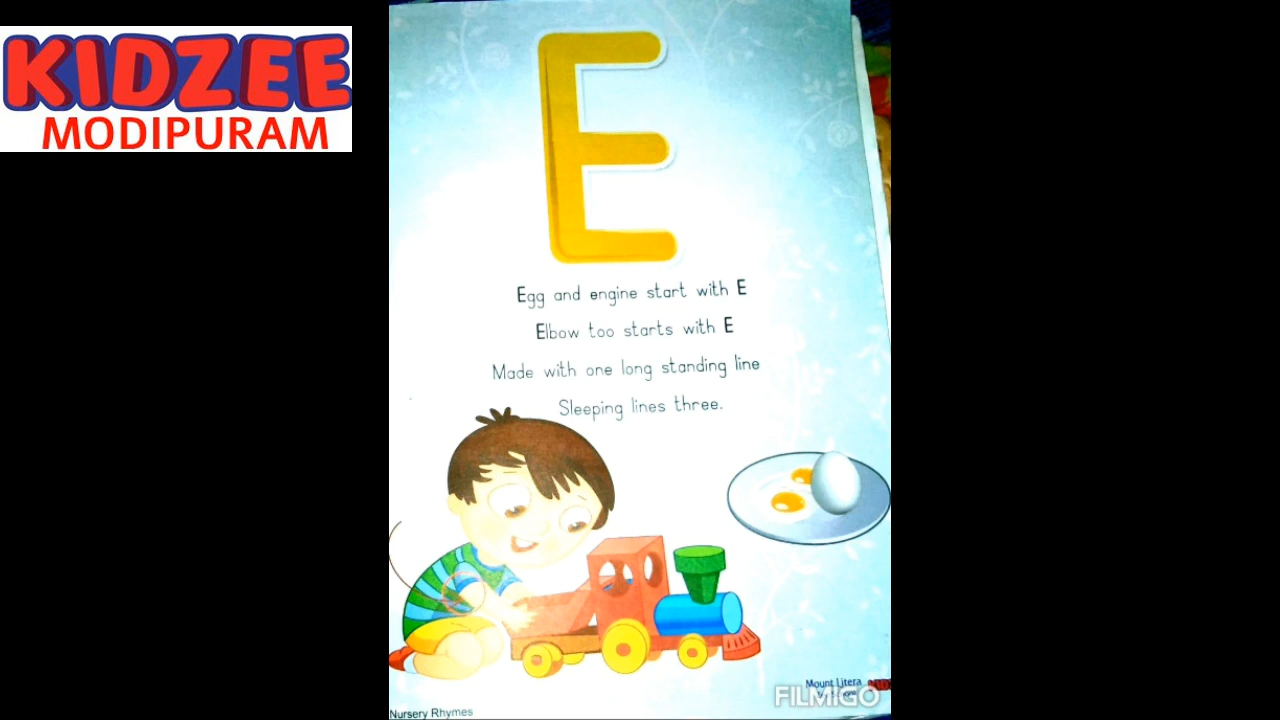 KIDZEE
MODIPURAM
E
Egg and engine start with E
Elbow too starts with E
Made with one long standing line
Sleeping lines three.
Mount Litera
FILMIGO
Nursery Rhymes